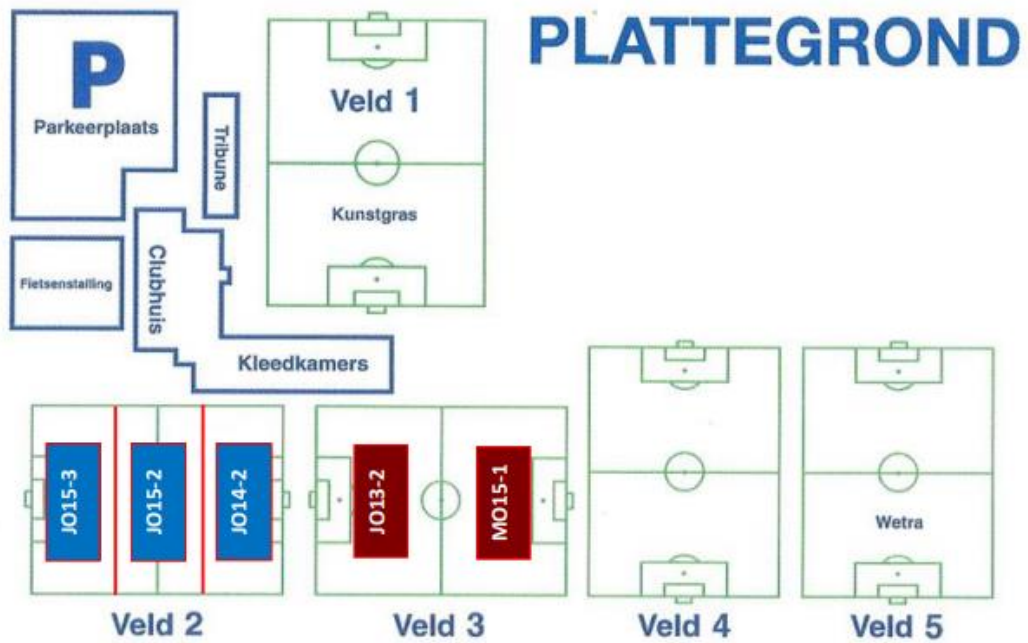 PLATTEGROND
P
Parkeerplaats
Tribune
Veld 1
Kunstgras
Fietsenstalling
Clubhuis
Kleedkamers
JO15-3
JO15-2
JO14-2
JO13-2
MO15-1
Wetra
Veld 2
Veld 3
Veld 4
Veld 5